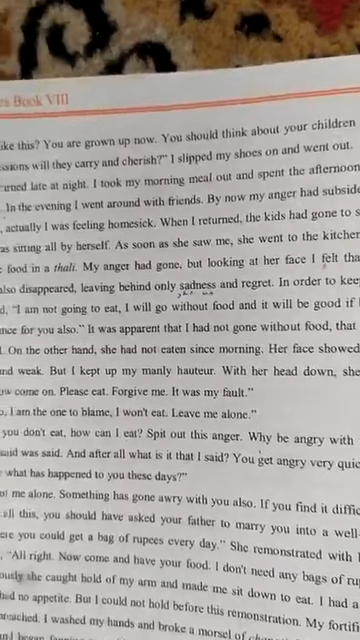 es Book VIII
ike this? You are grown up now. You should think about your children
ssions will they carry and cherish?" I slipped my shoes on and went out.
urned late at night. I took my morning meal out and spent the afternoon
. In the evening I went around with friends. By now my anger had subside
, actually I was feeling homesick. When I returned, the kids had gone to s
as sitting all by herself. As soon as she saw me, she went to the kitchen
food in a thali. My anger had gone, but looking at her face I felt tha
also disappeared, leaving behind only sadness and regret. In order to kee
d, "I am not going to eat, I will go without food and it will be good if
nce for you also." It was apparent that I had not gone without food, that
l. On the other hand, she had not eaten since morning. Her face showed
and weak. But I kept up my manly hauteur. With her head down, she
ow come on. Please eat. Forgive me. It was my fault."
o, I am the one to blame, I won't eat. Leave me alone."
you don't eat, how can I eat? Spit out this anger. Why be angry with
said was said. And after all what is it that I said? You get angry very quic
what has happened to you these days?"
ot me alone. Something has gone awry with you also. If you find it diffic
all this, you should have asked your father to marry you into a well-
ere you could get a bag of rupees every day." She remonstrated with
, "All right. Now come and have your food. I don't need any bags of ru
ously she caught hold of my arm and made me sit down to eat. I had a
had no appetite. But I could not hold before this remonstration. My fortifi
breached. I washed my hands and broke a morsel of
and began